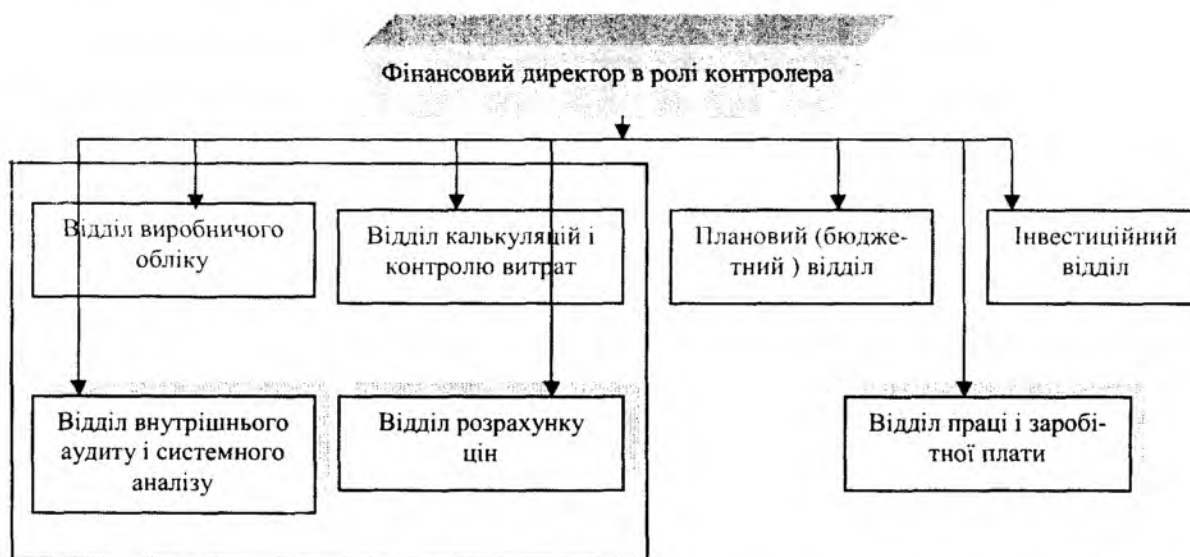 Фінансовий директор в ролі контролера
Відділ виробничого
обліку
Відділ калькуляцій і
контролю витрат
Плановий (бюдже-
тний ) відділ
Інвестиційний
відділ
Відділ внутрішнього
аудиту і системного
аналізу
Відділ розрахунку
цін
Відділ праці і заробі-
тної плати